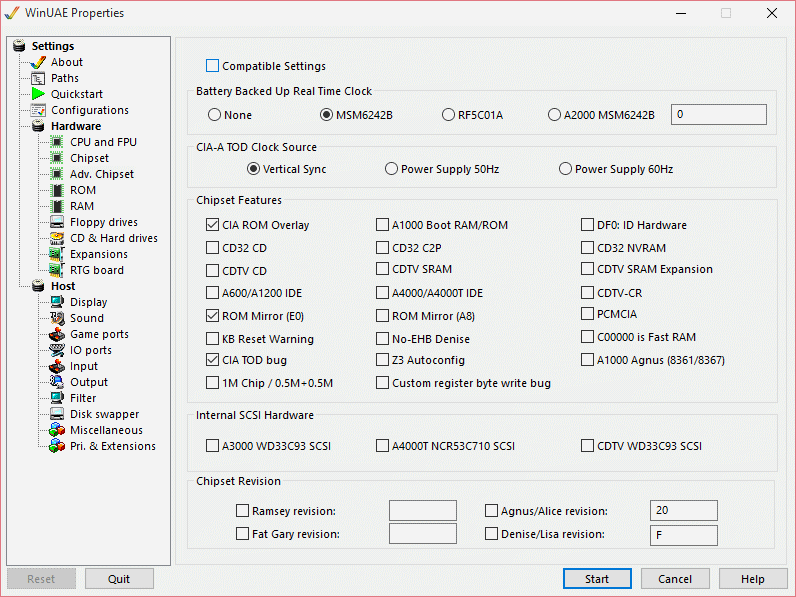 WinUAE Properties
Settings
About
Paths
Quickstart
Configurations
Hardware
CPU and FPU
Chipset
Adv. Chipset
ROM
RAM
Floppy drives
CD & Hard drives
Expansions
RTG board
Host
Display
Sound
Game ports
IO ports
Input
Output
Filter
Disk swapper
Miscellaneous
Pri. & Extensions
Compatible Settings
Battery Backed Up Real Time Clock
None MSM6242B RF5C01A A2000 MSM6242B 0
CIA-A TOD Clock Source
Vertical Sync Power Supply 50Hz Power Supply 60Hz
Chipset Features
CIA ROM Overlay A1000 Boot RAM/ROM DF0: ID Hardware
CD32 CD CD32 C2P CD32 NVRAM
CDTV CD CDTV SRAM CDTV SRAM Expansion
A600/A1200 IDE A4000/A4000T IDE CDTV-CR
ROM Mirror (E0) ROM Mirror (A8) PCMCIA
KB Reset Warning No-EHB Denise C00000 is Fast RAM
CIA TOD bug Z3 Autoconfig A1000 Agnus (8361/8367)
1M Chip / 0.5M+0.5M Custom register byte write bug
Internal SCSI Hardware
A3000 WD33C93 SCSI A4000T NCR53C710 SCSI CDTV WD33C93 SCSI
Chipset Revision
Ramsey revision: Agnus/Alice revision: 20
Fat Gary revision: Denise/Lisa revision: F
Reset Quit Start Cancel Help